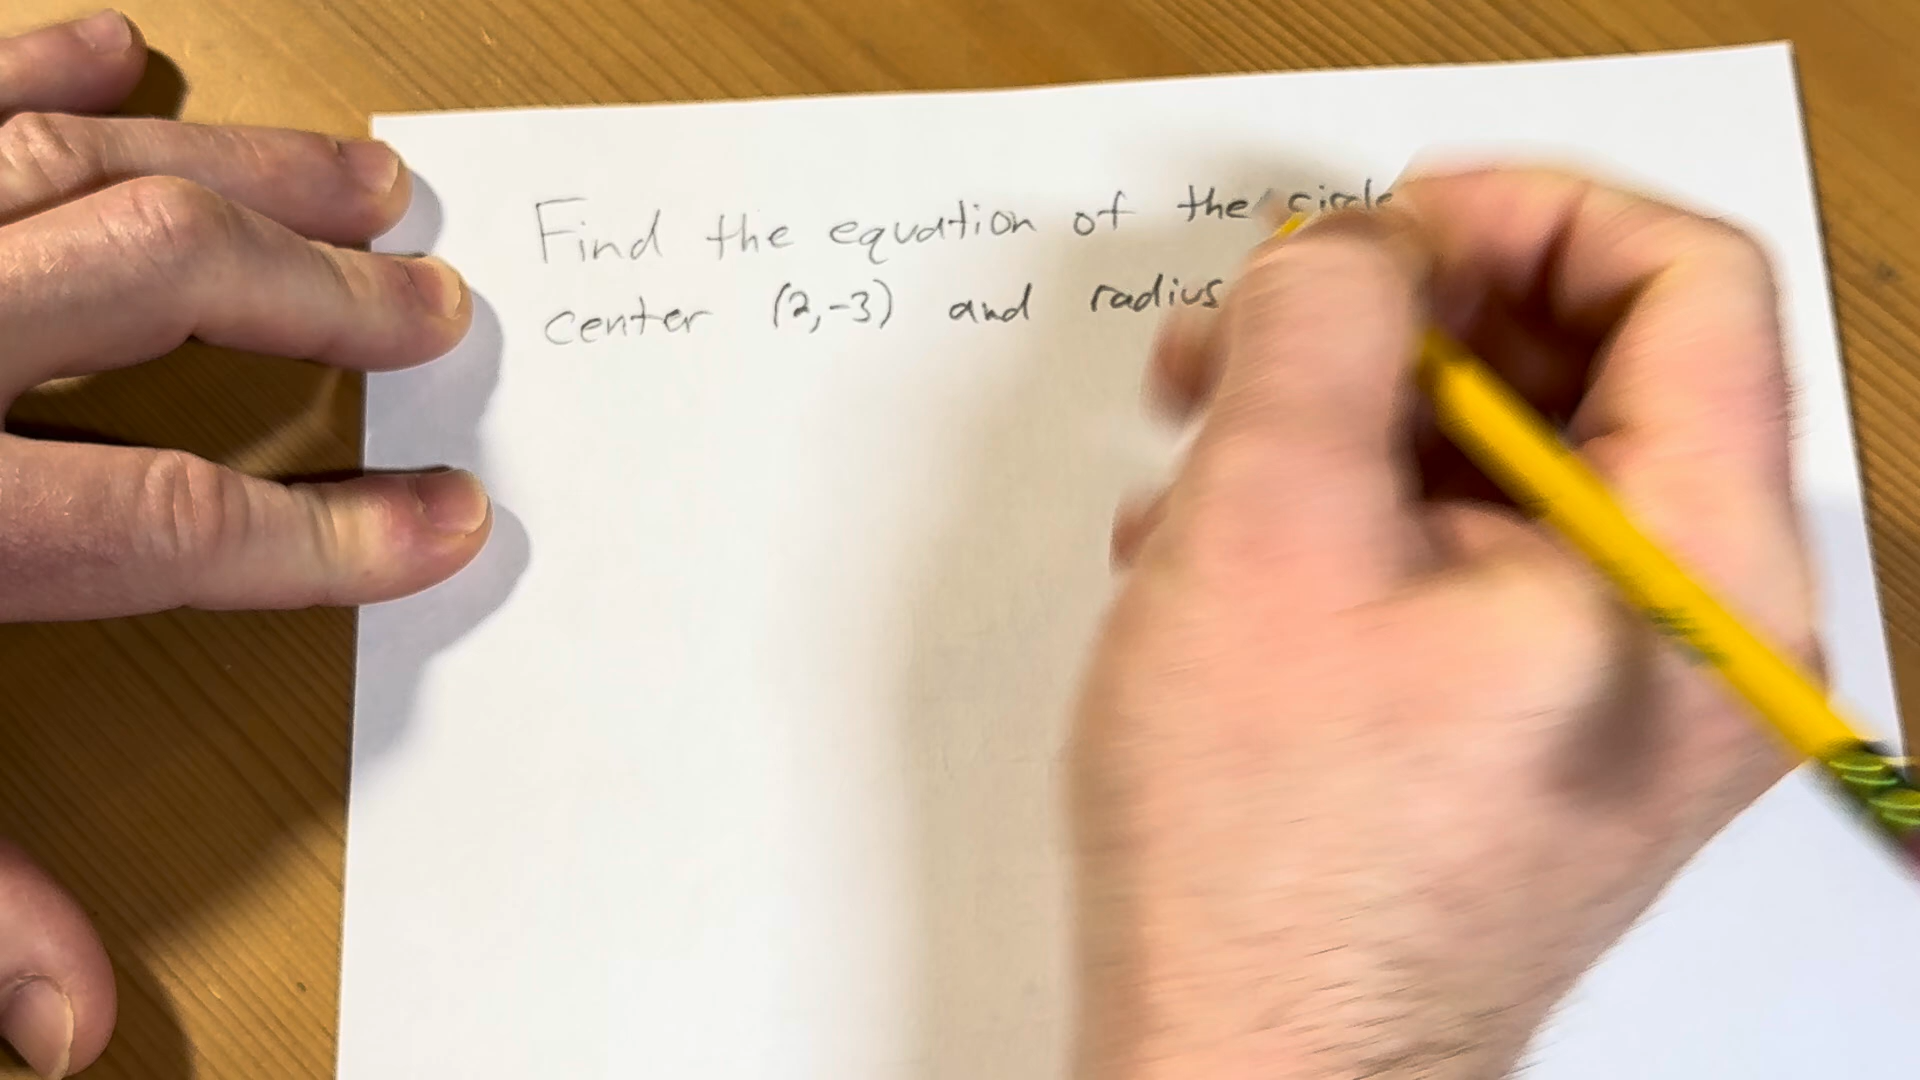 Find the equation of the circle
center (2,-3) and radius